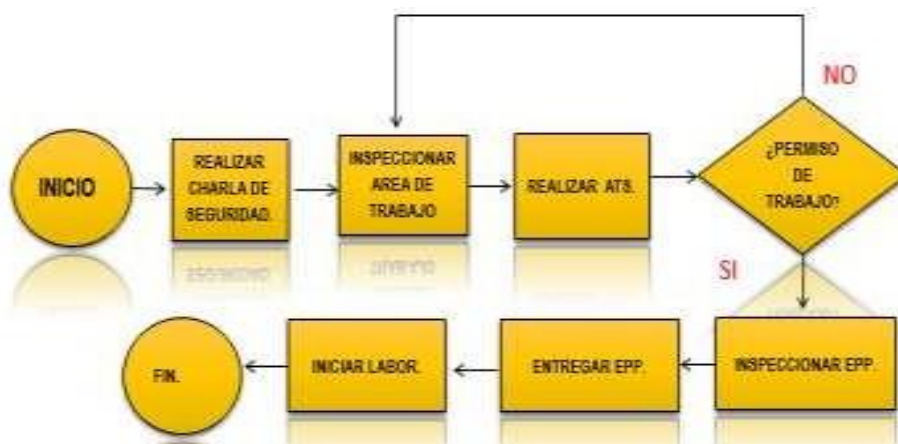 NO
INICIO
REALIZAR
CHARLA DE
SEGURIDAD.
INSPECCIONAR
AREA DE
TRABAJO
REALIZAR ATS.
¿PERMISO
DE
TRABAJO?
SI
FIN.
INICIAR LABOR.
ENTREGAR EPP.
INSPECCIONAR EPP.